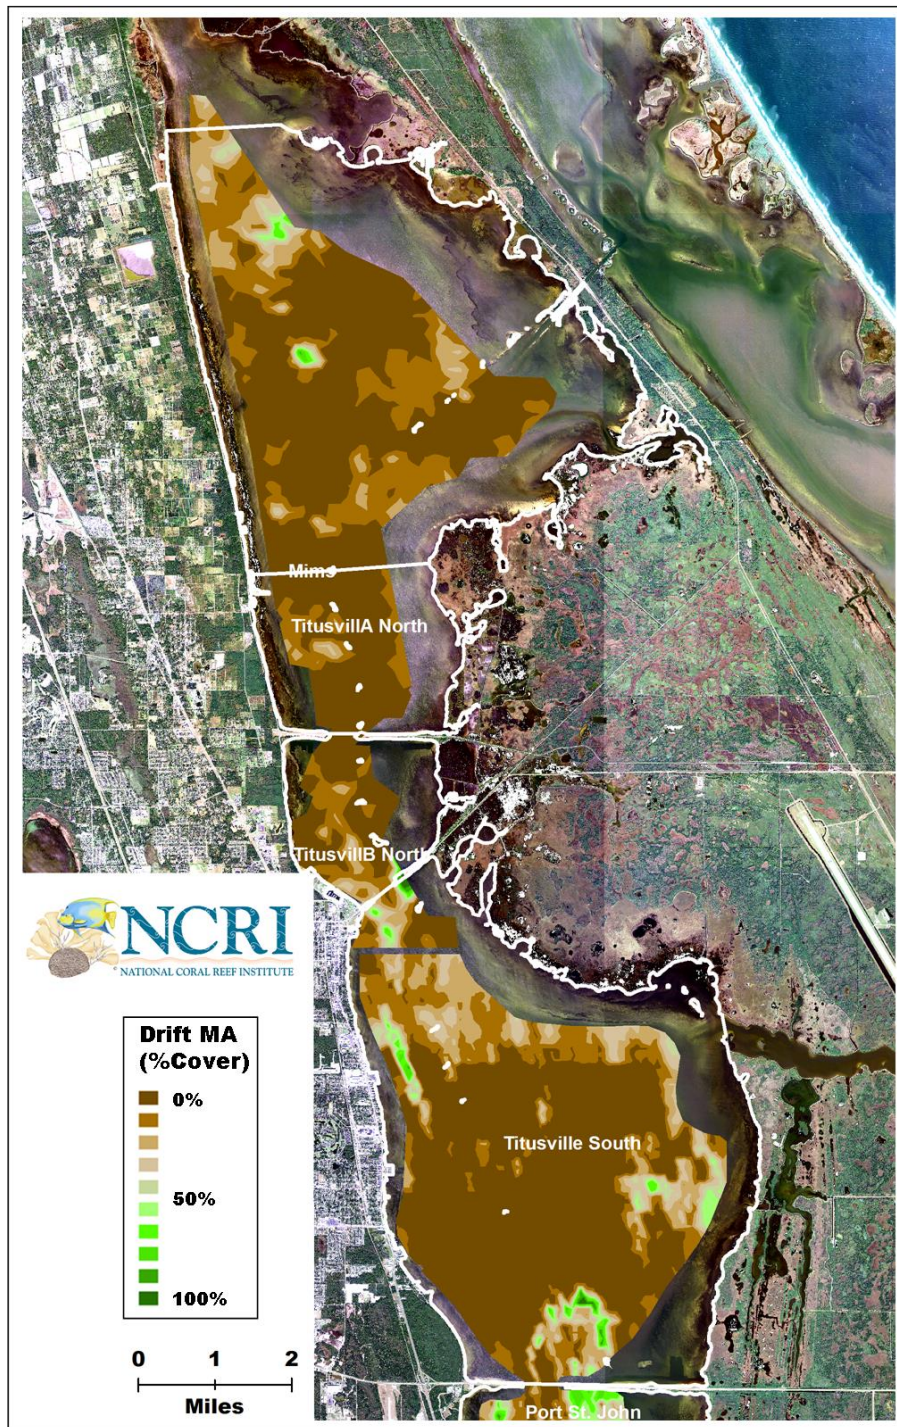 Mims
TitusvillA North
TitusvillB North
NCRI
© NATIONAL CORAL REEF INSTITUTE
Drift MA
(%Cover)
0%
50%
100%
Titusville South
0 1 2
Miles
Port St. John